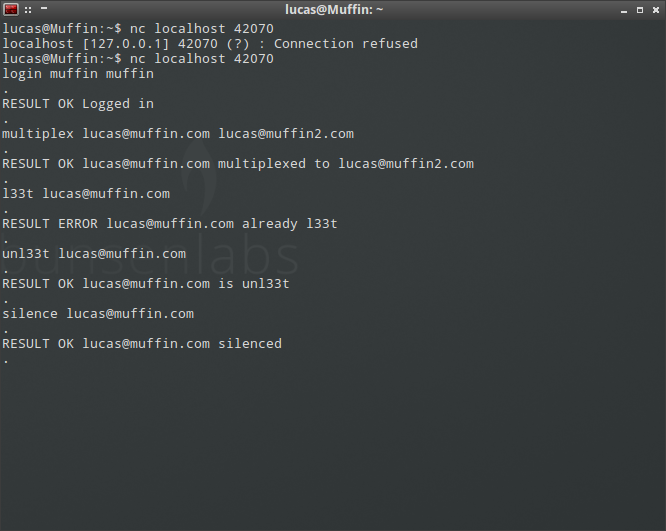 lucas@Muffin: ~
lucas@Muffin:~$ nc localhost 42070
localhost [127.0.0.1] 42070 (?) : Connection refused
lucas@Muffin:~$ nc localhost 42070
login muffin muffin
.
RESULT OK Logged in
.
multiplex lucas@muffin.com lucas@muffin2.com
.
RESULT OK lucas@muffin.com multiplexed to lucas@muffin2.com
.
l33t lucas@muffin.com
.
RESULT ERROR lucas@muffin.com already l33t
.
unl33t lucas@muffin.com
.
bunsenlabs
RESULT OK lucas@muffin.com is unl33t
.
silence lucas@muffin.com
.
RESULT OK lucas@muffin.com silenced
.